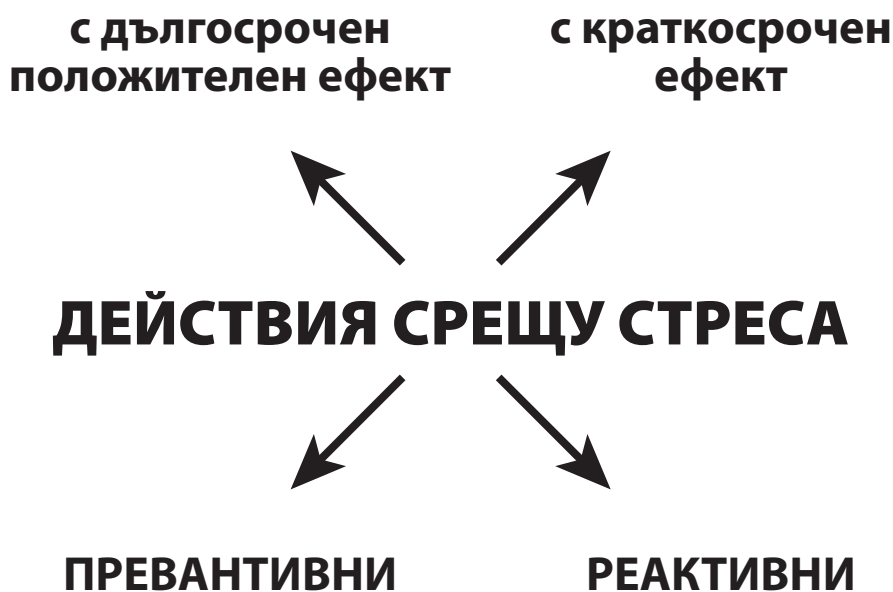 с дългосрочен
положителен ефект
с краткосрочен
ефект
ДЕЙСТВИЯ СРЕЩУ СТРЕСА
ПРЕВАНТИВНИ
РЕАКТИВНИ